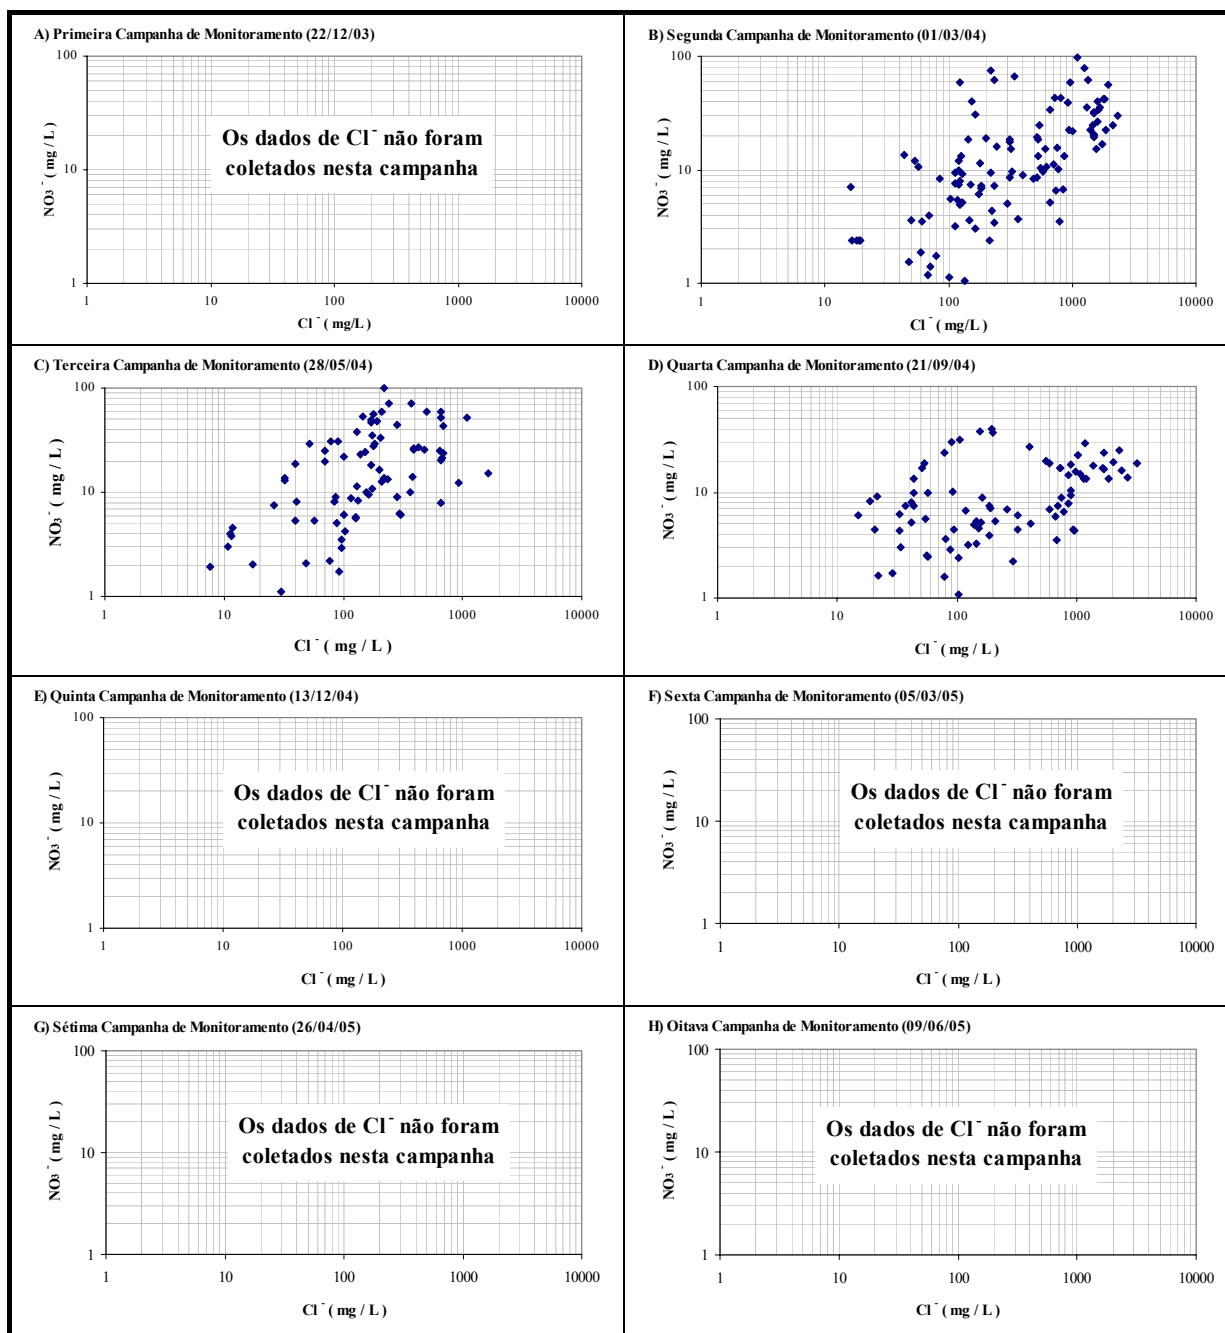 A) Primeira Campanha de Monitoramento (22/12/03)
100
10
1
NO₃⁻ ( mg / L )
Os dados de Cl⁻ não foram
coletados nesta campanha
1 10 100 1000 10000
Cl⁻ ( mg/L )
B) Segunda Campanha de Monitoramento (01/03/04)
100
10
1
NO₃⁻ ( mg / L )
1 10 100 1000 10000
Cl⁻ ( mg/L )
C) Terceira Campanha de Monitoramento (28/05/04)
100
10
1
NO₃⁻ ( mg / L )
1 10 100 1000 10000
Cl⁻ ( mg / L )
D) Quarta Campanha de Monitoramento (21/09/04)
100
10
1
NO₃⁻ ( mg / L )
1 10 100 1000 10000
Cl⁻ ( mg / L )
E) Quinta Campanha de Monitoramento (13/12/04)
100
10
1
NO₃⁻ ( mg / L )
Os dados de Cl⁻ não foram
coletados nesta campanha
1 10 100 1000 10000
Cl⁻ ( mg / L )
F) Sexta Campanha de Monitoramento (05/03/05)
100
10
1
NO₃⁻ ( mg / L )
Os dados de Cl⁻ não foram
coletados nesta campanha
1 10 100 1000 10000
Cl⁻ ( mg / L )
G) Sétima Campanha de Monitoramento (26/04/05)
100
10
1
NO₃⁻ ( mg / L )
Os dados de Cl⁻ não foram
coletados nesta campanha
1 10 100 1000 10000
Cl⁻ ( mg / L )
H) Oitava Campanha de Monitoramento (09/06/05)
100
10
1
NO₃⁻ ( mg / L )
Os dados de Cl⁻ não foram
coletados nesta campanha
1 10 100 1000 10000
Cl⁻ ( mg / L )